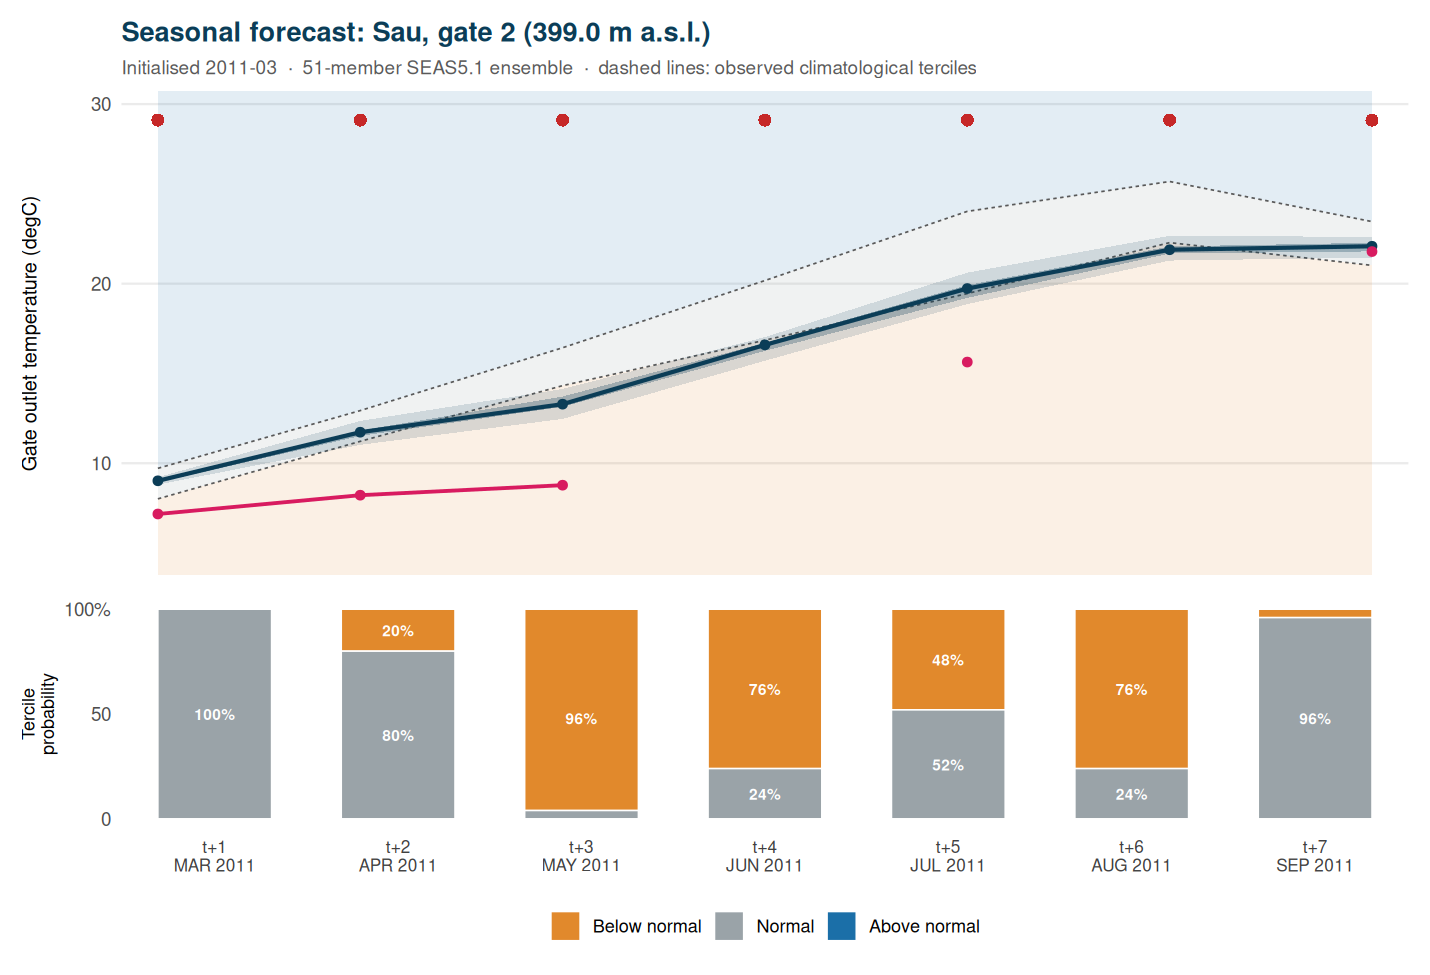 Seasonal forecast: Sau, gate 2 (399.0 m a.s.l.)
Initialised 2011-03 · 51-member SEAS5.1 ensemble · dashed lines: observed climatological terciles
30
20
10
Gate outlet temperature (degC)
100%
50
0
Tercile
probability
100%
20%
80%
96%
76%
24%
48%
52%
76%
24%
96%
t+1
MAR 2011
t+2
APR 2011
t+3
MAY 2011
t+4
JUN 2011
t+5
JUL 2011
t+6
AUG 2011
t+7
SEP 2011
Below normal
Normal
Above normal